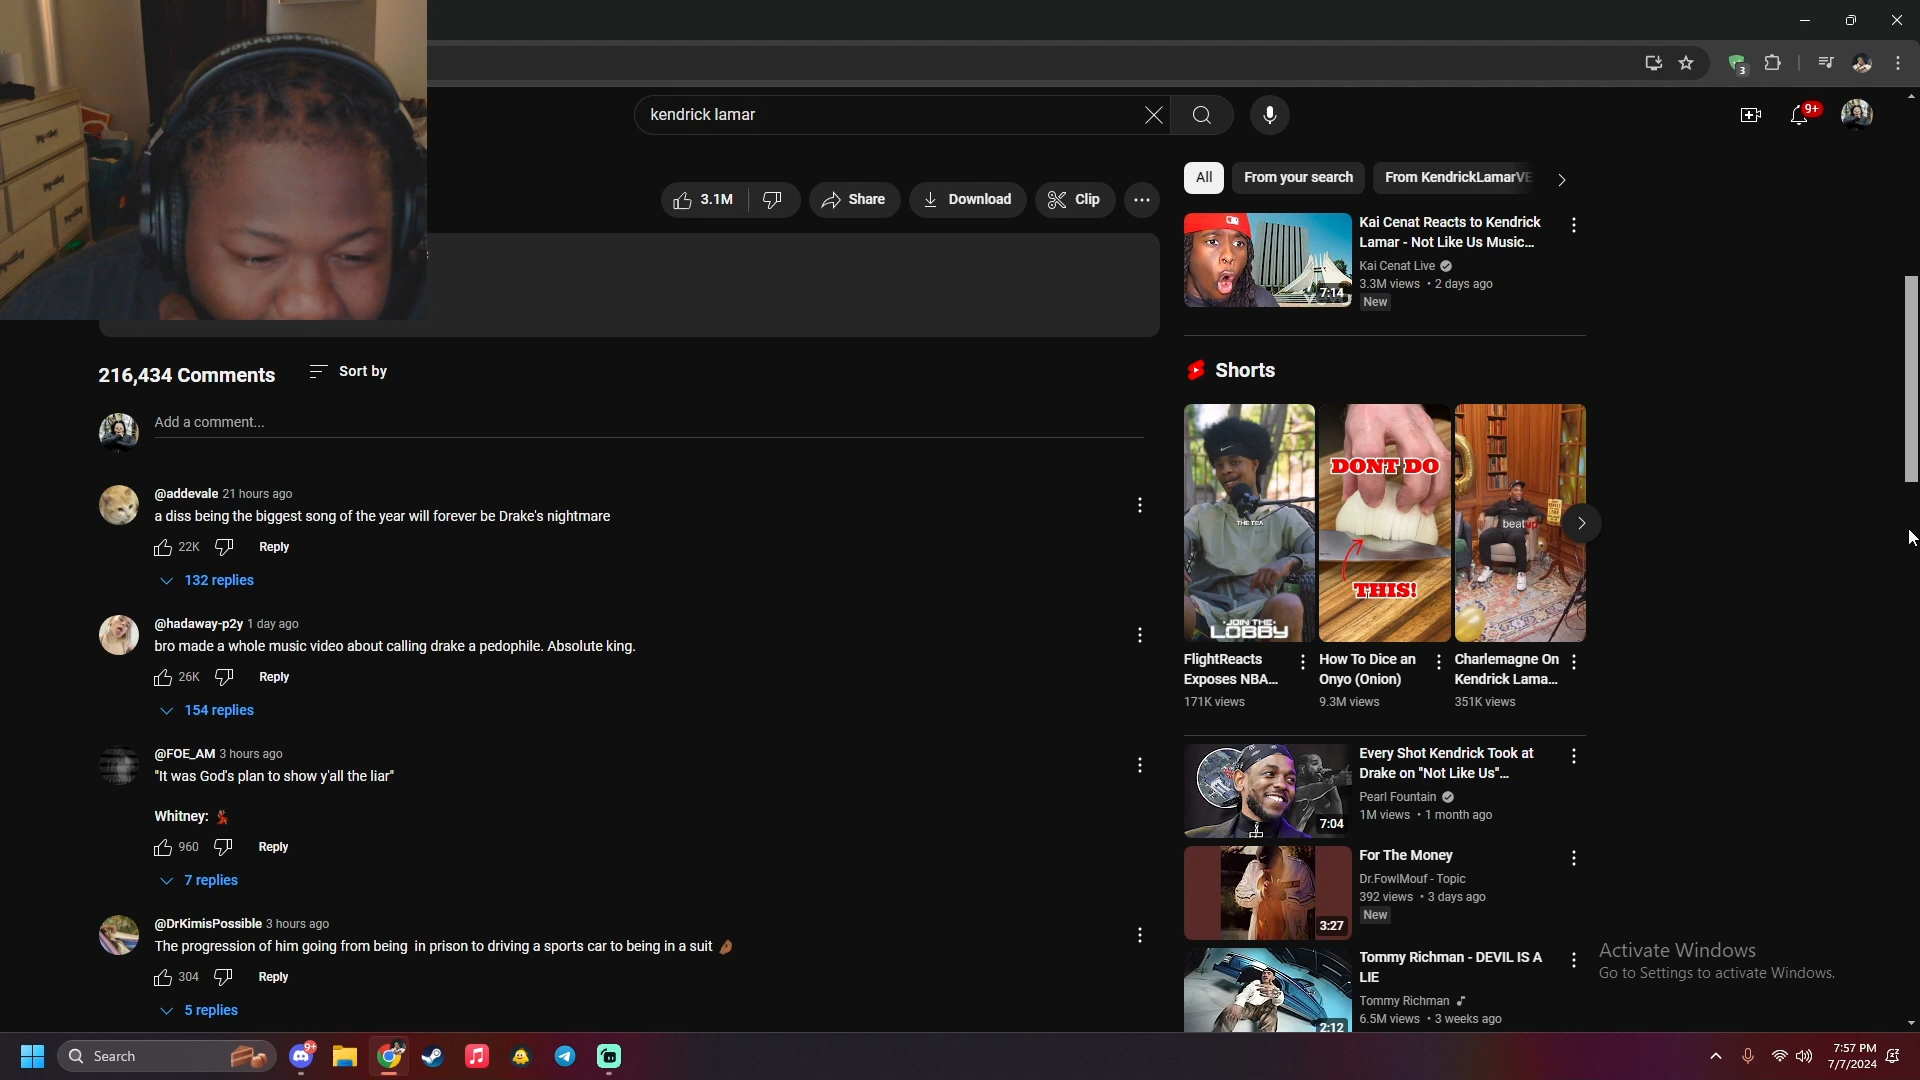 audio-technica
kendrick lamar
3
9+
3.1M
Share
Download
Clip
All
From your search
From KendrickLamarVE
Kai Cenat Reacts to Kendrick
Lamar - Not Like Us Music...
Kai Cenat Live
3.3M views • 2 days ago
New
7:14
216,434 Comments
Sort by
Add a comment...
@addevale 21 hours ago
a diss being the biggest song of the year will forever be Drake's nightmare
22K
Reply
132 replies
@hadaway-p2y 1 day ago
bro made a whole music video about calling drake a pedophile. Absolute king.
26K
Reply
154 replies
@FOE_AM 3 hours ago
"It was God's plan to show y'all the liar"
Whitney: 💃
960
Reply
7 replies
@DrKimisPossible 3 hours ago
The progression of him going from being in prison to driving a sports car to being in a suit
304
Reply
5 replies
Shorts
THE TEA
JOIN THE
LOBBY
DONT DO
THIS!
beat up
FlightReacts
Exposes NBA...
171K views
How To Dice an
Onyo (Onion)
9.3M views
Charlemagne On
Kendrick Lama...
351K views
Every Shot Kendrick Took at
Drake on "Not Like Us"...
Pearl Fountain
1M views • 1 month ago
7:04
For The Money
Dr.FowlMouf - Topic
392 views • 3 days ago
New
3:27
Tommy Richman - DEVIL IS A
LIE
Tommy Richman
6.5M views • 3 weeks ago
2:12
Activate Windows
Go to Settings to activate Windows.
Search
9+
7:57 PM
7/7/2024